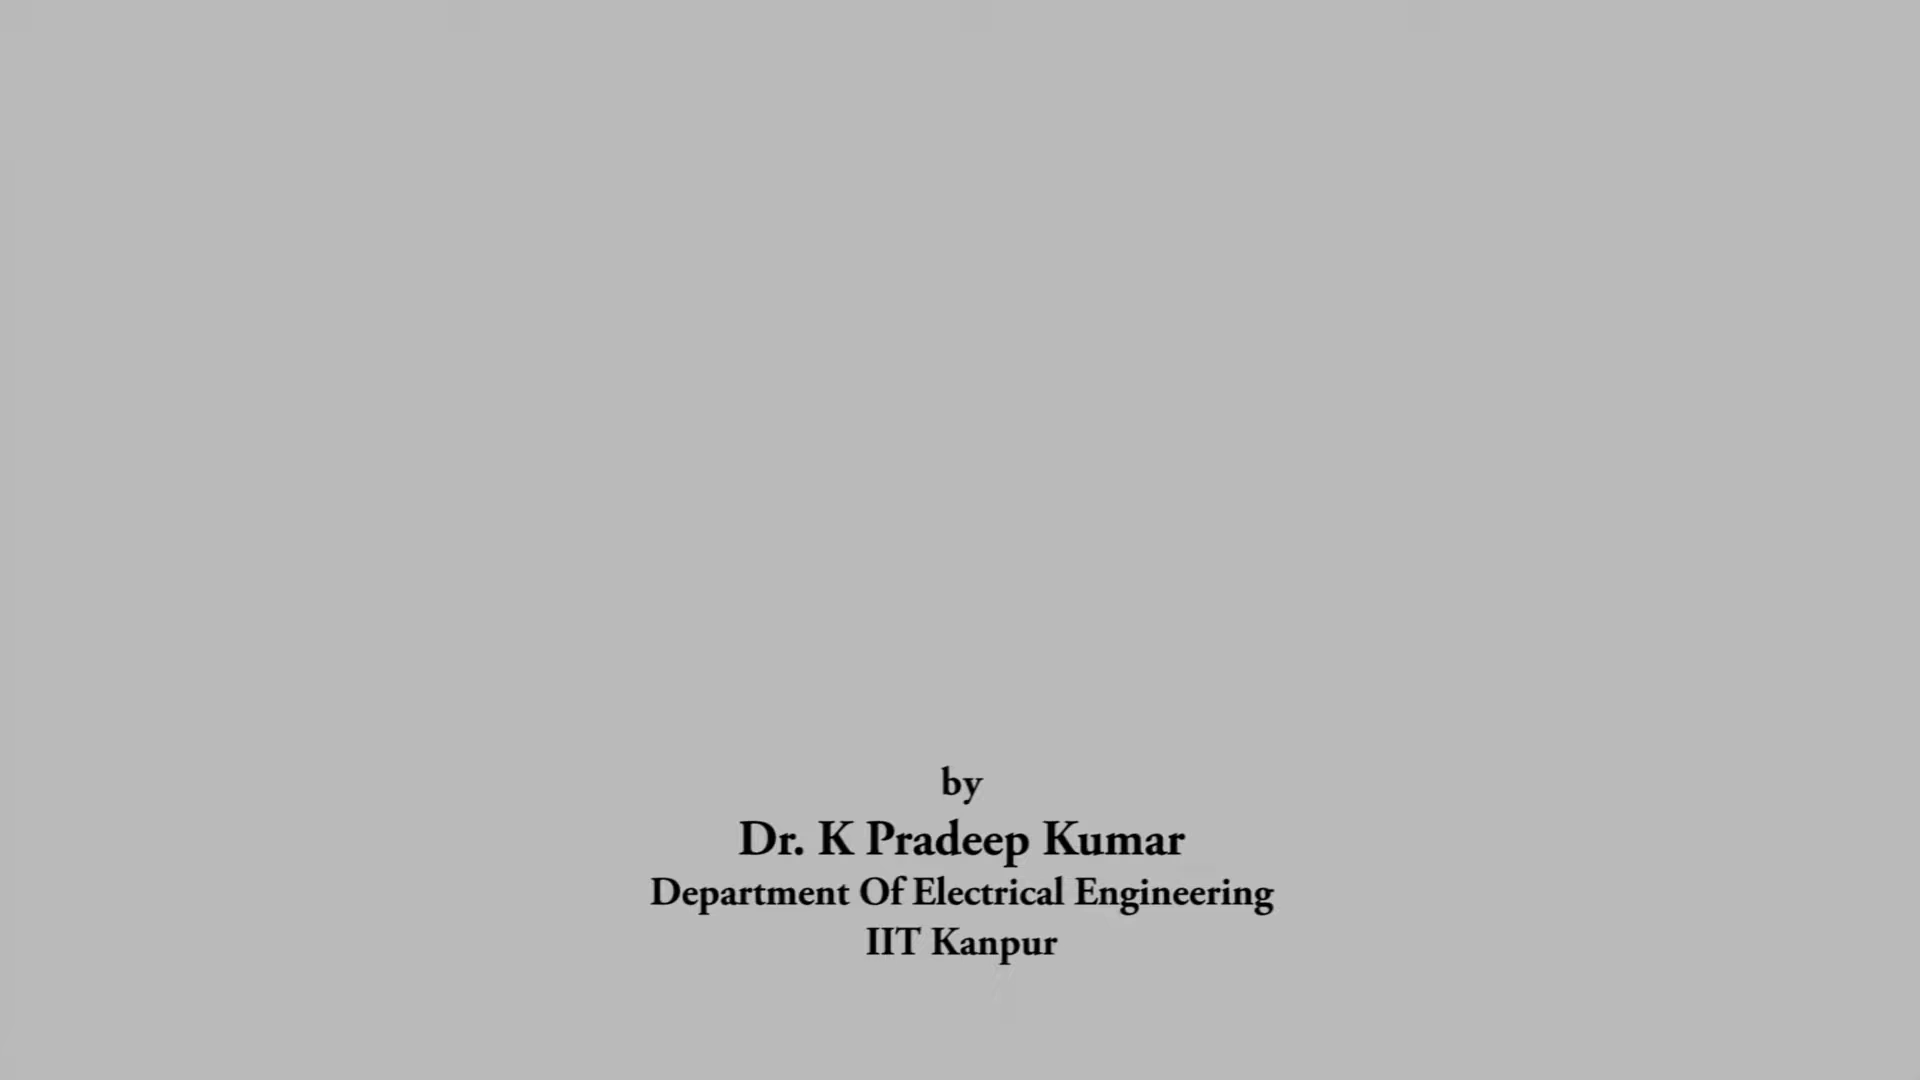 by
Dr. K Pradeep Kumar
Department Of Electrical Engineering
IIT Kanpur